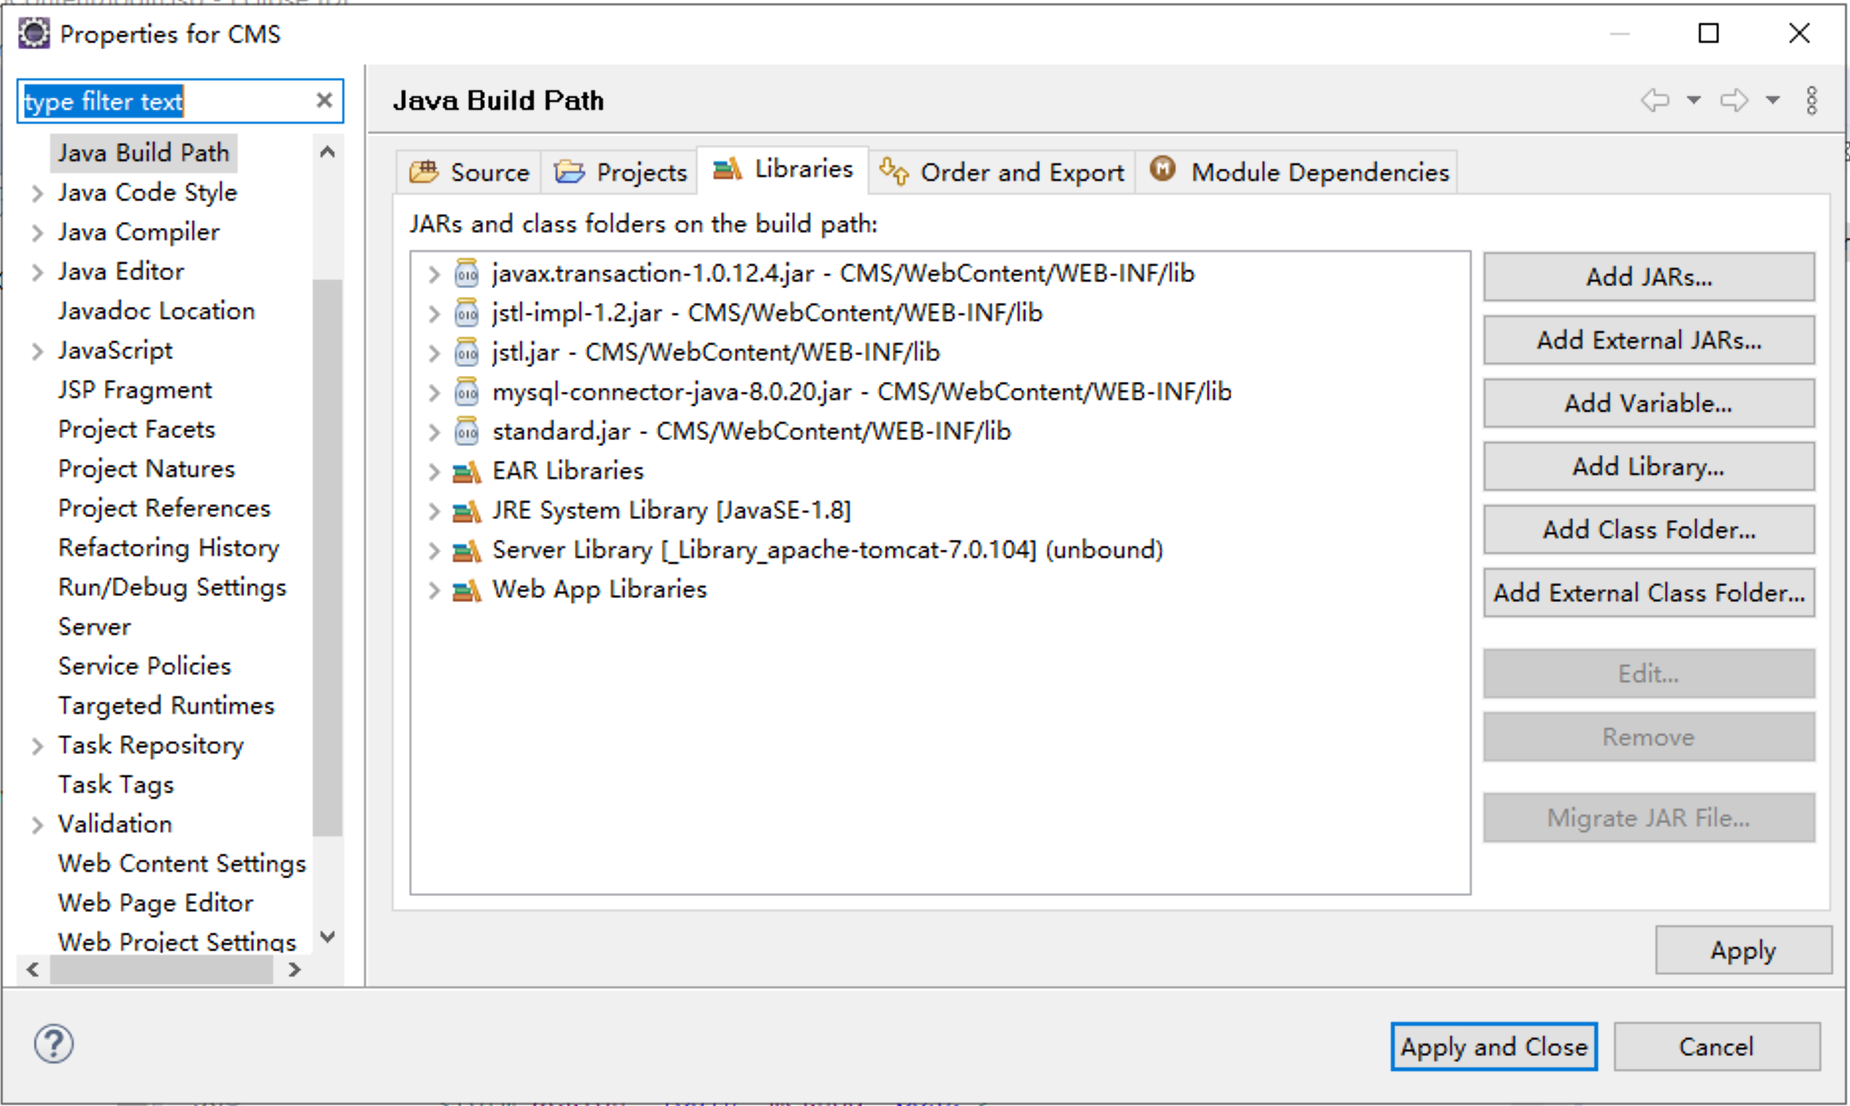 Properties for CMS
type filter text
Java Build Path
Java Code Style
Java Compiler
Java Editor
Javadoc Location
JavaScript
JSP Fragment
Project Facets
Project Natures
Project References
Refactoring History
Run/Debug Settings
Server
Service Policies
Targeted Runtimes
Task Repository
Task Tags
Validation
Web Content Settings
Web Page Editor
Web Project Settings
Java Build Path
Source
Projects
Libraries
Order and Export
Module Dependencies
JARs and class folders on the build path:
javax.transaction-1.0.12.4.jar - CMS/WebContent/WEB-INF/lib
jstl-impl-1.2.jar - CMS/WebContent/WEB-INF/lib
jstl.jar - CMS/WebContent/WEB-INF/lib
mysql-connector-java-8.0.20.jar - CMS/WebContent/WEB-INF/lib
standard.jar - CMS/WebContent/WEB-INF/lib
EAR Libraries
JRE System Library [JavaSE-1.8]
Server Library [_Library_apache-tomcat-7.0.104] (unbound)
Web App Libraries
Add JARs...
Add External JARs...
Add Variable...
Add Library...
Add Class Folder...
Add External Class Folder...
Edit...
Remove
Migrate JAR File...
Apply
Apply and Close
Cancel